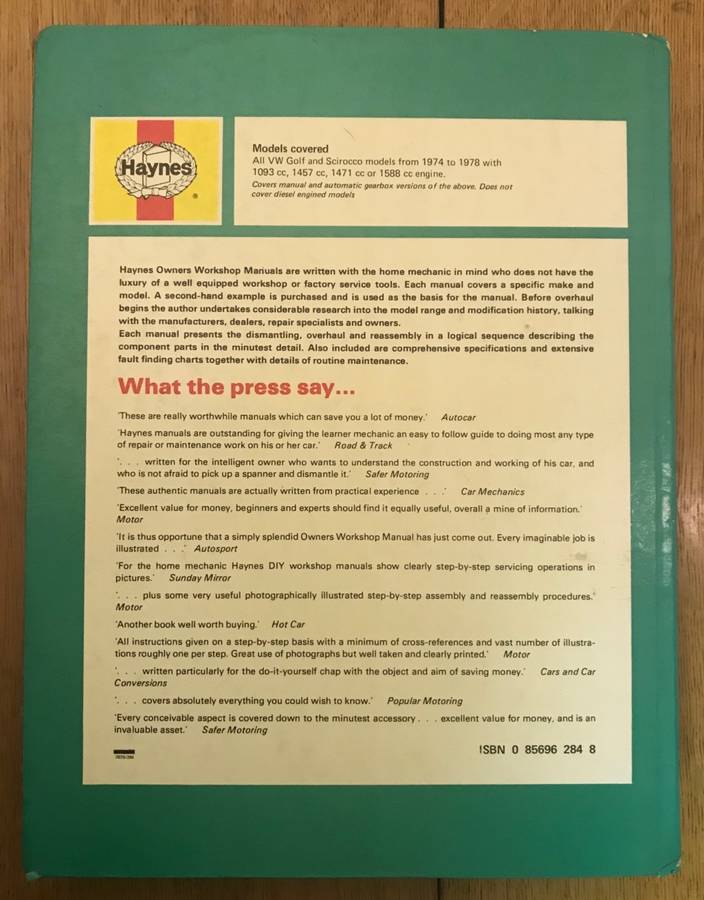 Haynes
Models covered
All VW Golf and Scirocco models from 1974 to 1978 with
1093 cc, 1457 cc, 1471 cc or 1588 cc engine.
Covers manual and automatic gearbox versions of the above. Does not
cover diesel engined models
Haynes Owners Workshop Manuals are written with the home mechanic in mind who does not have the
luxury of a well equipped workshop or factory service tools. Each manual covers a specific make and
model. A second-hand example is purchased and is used as the basis for the manual. Before overhaul
begins the author undertakes considerable research into the model range and modification history, talking
with the manufacturers, dealers, repair specialists and owners.
Each manual presents the dismantling, overhaul and reassembly in a logical sequence describing the
component parts in the minutest detail. Also included are comprehensive specifications and extensive
fault finding charts together with details of routine maintenance.
What the press say...
'These are really worthwhile manuals which can save you a lot of money.' Autocar
'Haynes manuals are outstanding for giving the learner mechanic an easy to follow guide to doing most any type
of repair or maintenance work on his or her car.' Road & Track
'. . . written for the intelligent owner who wants to understand the construction and working of his car, and
who is not afraid to pick up a spanner and dismantle it.' Safer Motoring
'These authentic manuals are actually written from practical experience . . .' Car Mechanics
'Excellent value for money, beginners and experts should find it equally useful, overall a mine of information.'
Motor
'It is thus opportune that a simply splendid Owners Workshop Manual has just come out. Every imaginable job is
illustrated . . .' Autosport
'For the home mechanic Haynes DIY workshop manuals show clearly step-by-step servicing operations in
pictures.' Sunday Mirror
'. . . plus some very useful photographically illustrated step-by-step assembly and reassembly procedures.'
Motor
'Another book well worth buying.' Hot Car
'All instructions given on a step-by-step basis with a minimum of cross-references and vast number of illustra-
tions roughly one per step. Great use of photographs but well taken and clearly printed.' Motor
'. . . written particularly for the do-it-yourself chap with the object and aim of saving money.' Cars and Car
Conversions
'. . . covers absolutely everything you could wish to know.' Popular Motoring
'Every conceivable aspect is covered down to the minutest accessory . . . excellent value for money, and is an
invaluable asset.' Safer Motoring
ISBN 0 85696 284 8